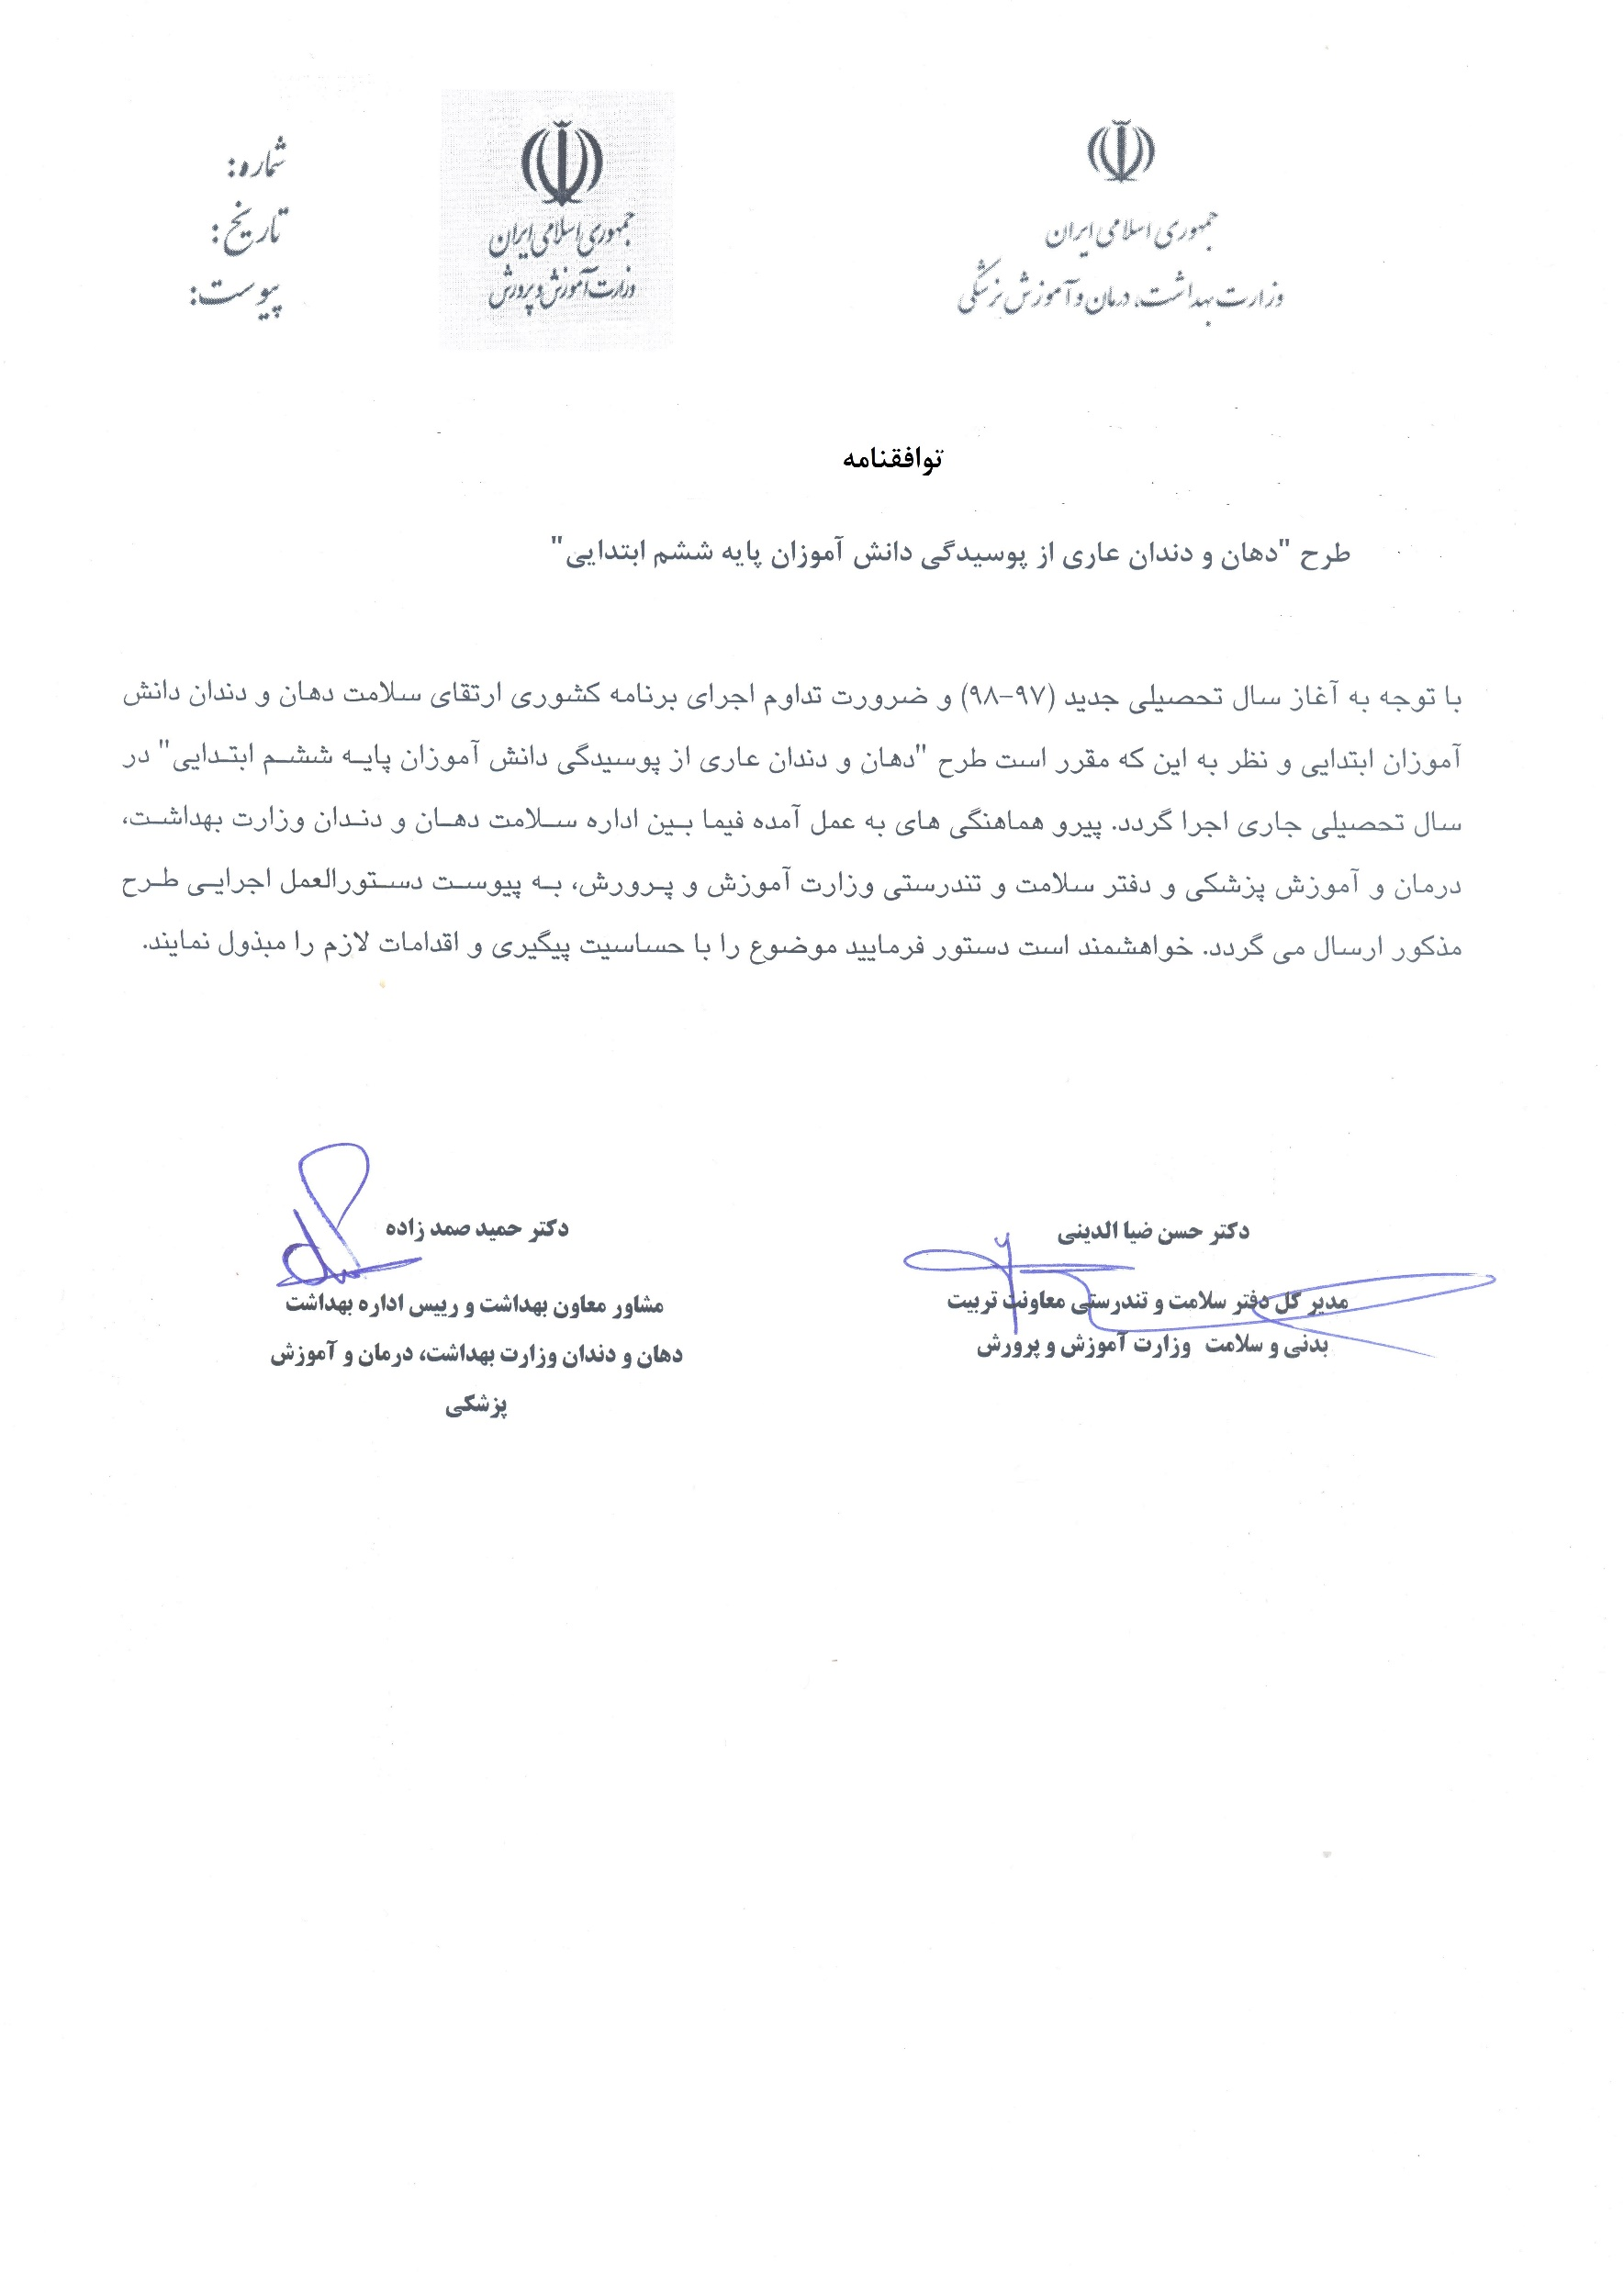 جمهوری اسلامی ایران
وزارت بهداشت، درمان و آموزش پزشکی
جمهوری اسلامی ایران
وزارت آموزش و پرورش
شماره:
تاریخ:
پیوست:
توافقنامه
طرح "دهان و دندان عاری از پوسیدگی دانش آموزان پایه ششم ابتدایی"
با توجه به آغاز سال تحصیلی جدید (۹۷-۹۸) و ضرورت تداوم اجرای برنامه کشوری ارتقای سلامت دهان و دندان دانش
آموزان ابتدایی و نظر به این که مقرر است طرح "دهان و دندان عاری از پوسیدگی دانش آموزان پایه ششم ابتدایی" در
سال تحصیلی جاری اجرا گردد. پیرو هماهنگی های به عمل آمده فیما بین اداره سلامت دهان و دندان وزارت بهداشت،
درمان و آموزش پزشکی و دفتر سلامت و تندرستی وزارت آموزش و پرورش، به پیوست دستورالعمل اجرایی طرح
مذکور ارسال می گردد. خواهشمند است دستور فرمایید موضوع را با حساسیت پیگیری و اقدامات لازم را مبذول نمایند.
دکتر حسن ضیا الدینی
مدیر کل دفتر سلامت و تندرستی معاونت تربیت
بدنی و سلامت وزارت آموزش و پرورش
دکتر حمید صمد زاده
مشاور معاون بهداشت و رییس اداره بهداشت
دهان و دندان وزارت بهداشت، درمان و آموزش
پزشکی